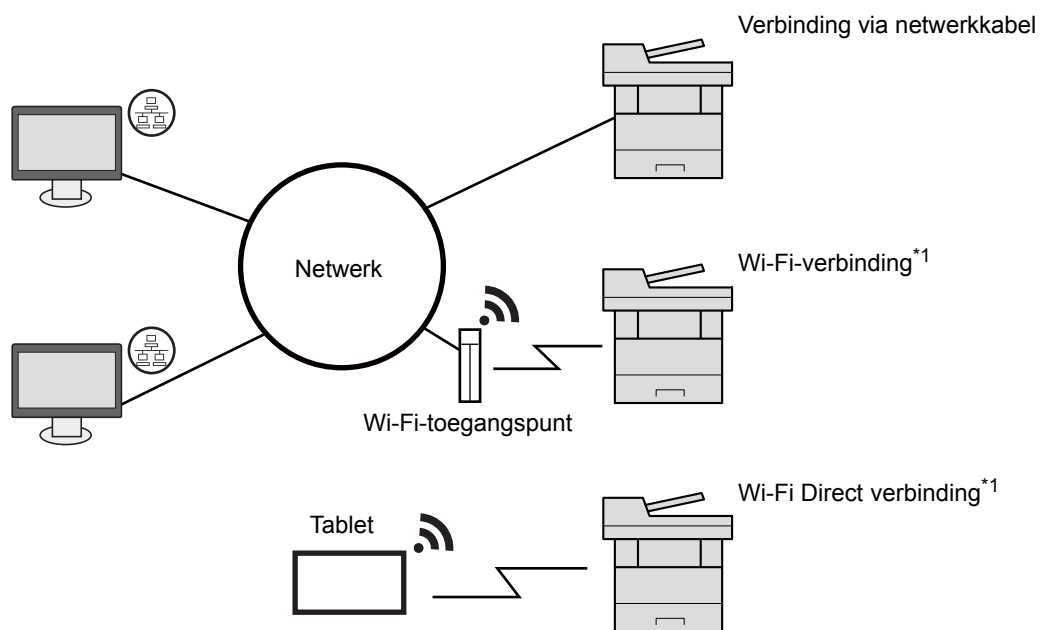 Verbinding via netwerkkabel
Netwerk
Wi-Fi-verbinding*1
Wi-Fi-toegangspunt
Wi-Fi Direct verbinding*1
Tablet